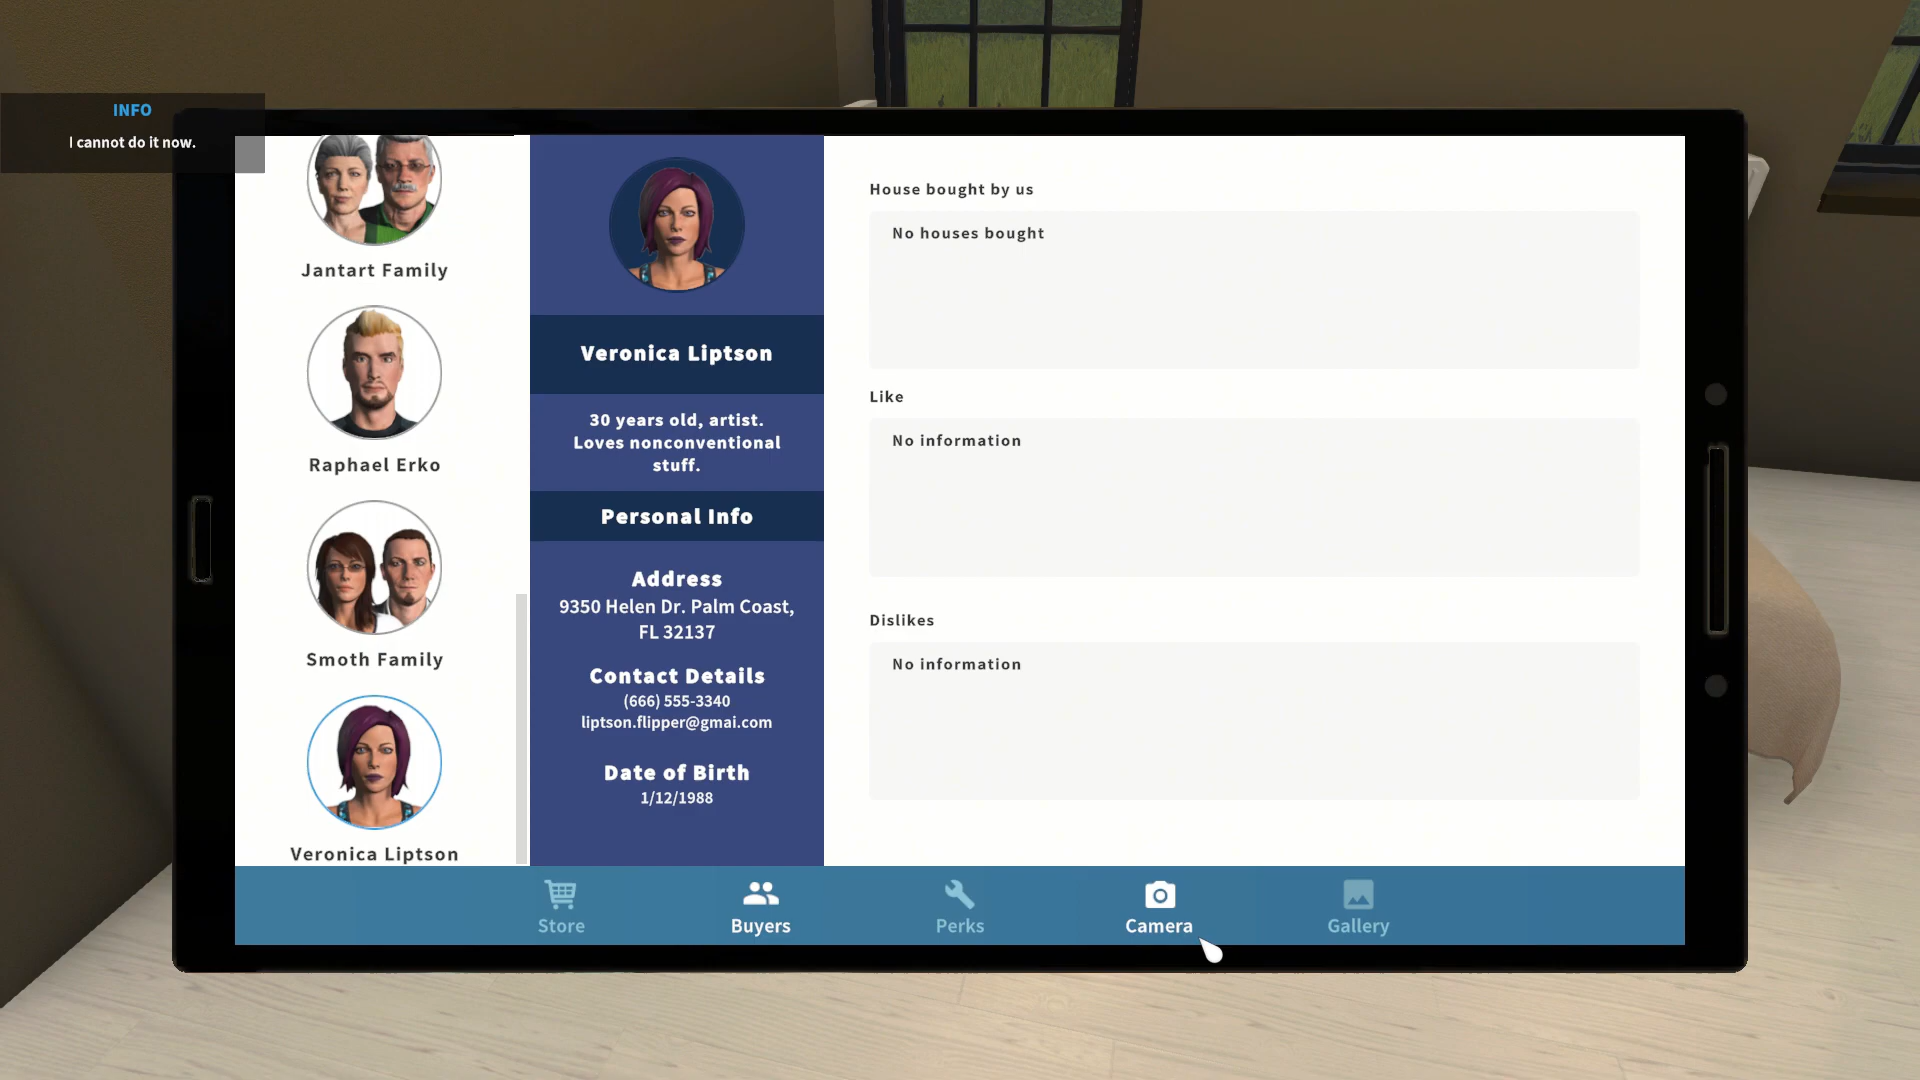 INFO
I cannot do it now.
Jantart Family
Raphael Erko
Smoth Family
Veronica Liptson
Veronica Liptson
30 years old, artist.
Loves nonconventional
stuff.
Personal Info
Address
9350 Helen Dr. Palm Coast,
FL 32137
Contact Details
(666) 555-3340
liptson.flipper@gmai.com
Date of Birth
1/12/1988
House bought by us
No houses bought
Like
No information
Dislikes
No information
Store
Buyers
Perks
Camera
Gallery